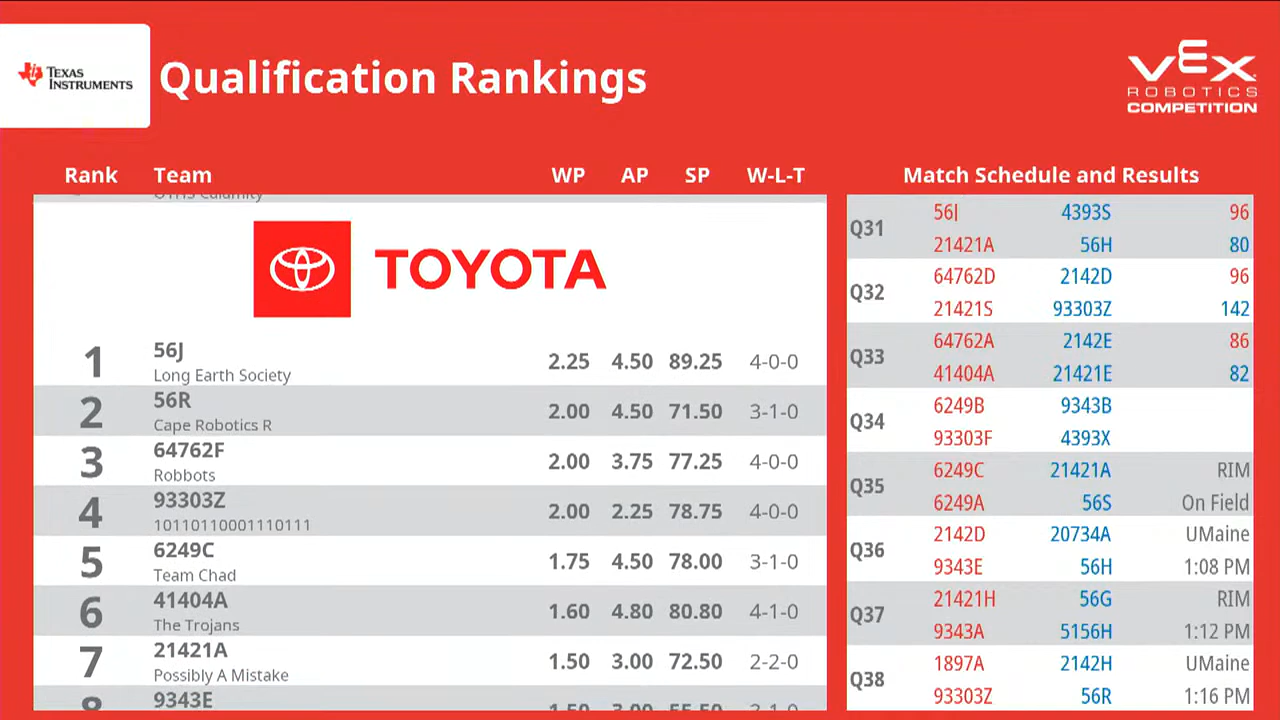 TEXAS
INSTRUMENTS
Qualification Rankings
VEX
ROBOTICS
COMPETITION
Rank Team WP AP SP W-L-T
TOYOTA
1 56J 2.25 4.50 89.25 4-0-0
Long Earth Society
2 56R 2.00 4.50 71.50 3-1-0
Cape Robotics R
3 64762F 2.00 3.75 77.25 4-0-0
Robbots
4 93303Z 2.00 2.25 78.75 4-0-0
10110110001110111
5 6249C 1.75 4.50 78.00 3-1-0
Team Chad
6 41404A 1.60 4.80 80.80 4-1-0
The Trojans
7 21421A 1.50 3.00 72.50 2-2-0
Possibly A Mistake
8 9343E
Match Schedule and Results
Q31 56J 4393S 96
21421A 56H 80
Q32 64762D 2142D 96
21421S 93303Z 142
Q33 64762A 2142E 86
41404A 21421E 82
Q34 6249B 9343B
93303F 4393X
Q35 6249C 21421A RIM
6249A 56S On Field
Q36 2142D 20734A UMaine
9343E 56H 1:08 PM
Q37 21421H 56G RIM
9343A 5156H 1:12 PM
Q38 1897A 2142H UMaine
93303Z 56R 1:16 PM